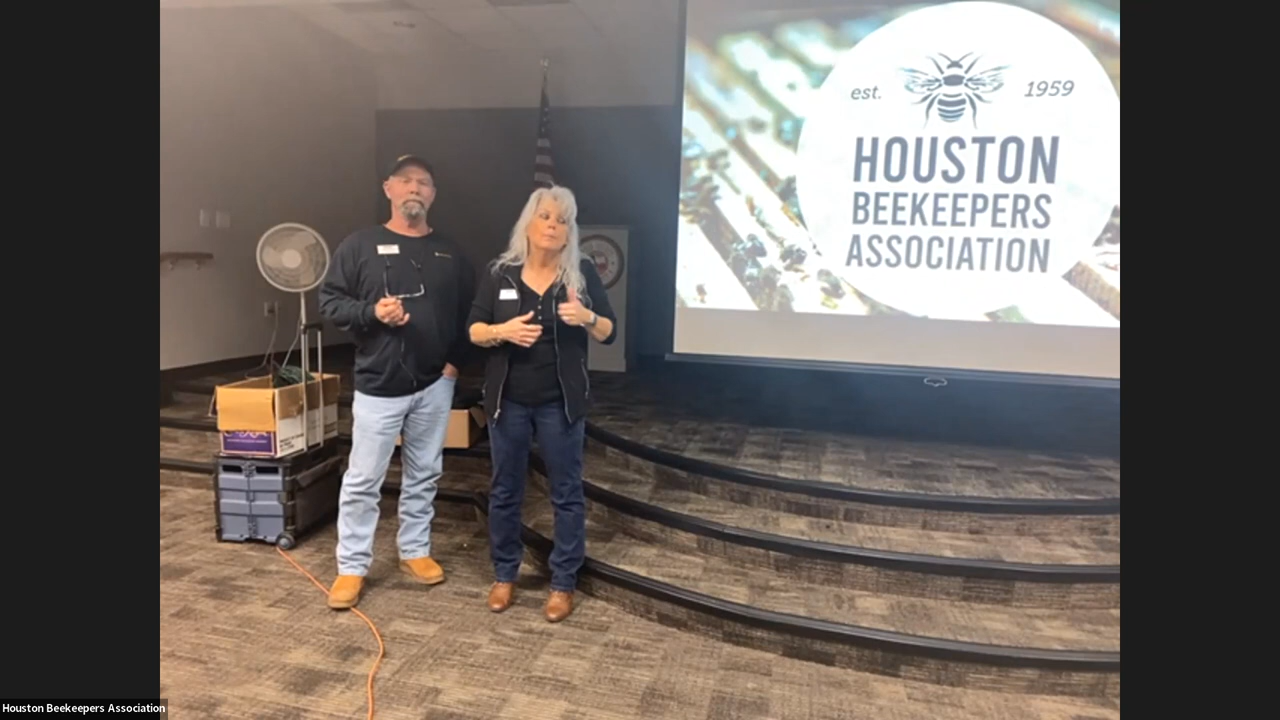 est.
1959
HOUSTON
BEEKEEPERS
ASSOCIATION
Houston Beekeepers Association